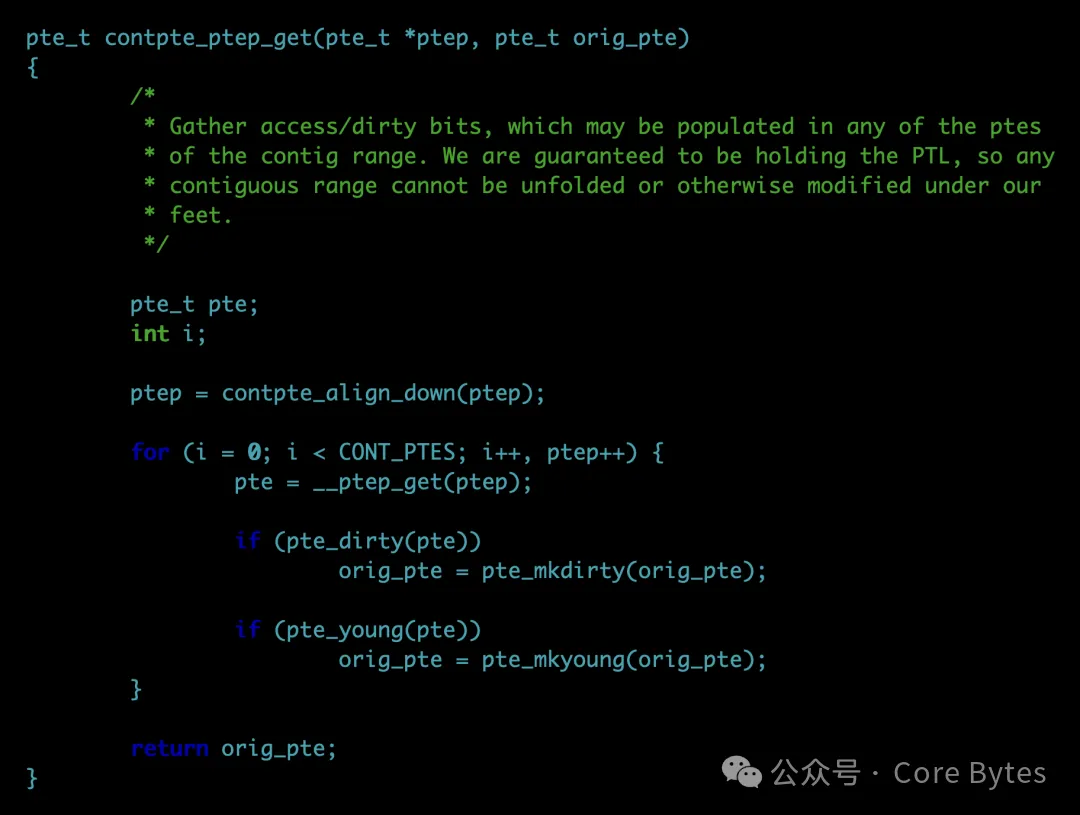 pte_t contpte_ptep_get(pte_t *ptep, pte_t orig_pte)
{
        /*
         * Gather access/dirty bits, which may be populated in any of the ptes
         * of the contig range. We are guaranteed to be holding the PTL, so any
         * contiguous range cannot be unfolded or otherwise modified under our
         * feet.
         */
        pte_t pte;
        int i;
        ptep = contpte_align_down(ptep);
        for (i = 0; i < CONT_PTES; i++, ptep++) {
                pte = __ptep_get(ptep);
                if (pte_dirty(pte))
                        orig_pte = pte_mkdirty(orig_pte);
                if (pte_young(pte))
                        orig_pte = pte_mkyoung(orig_pte);
        }
        return orig_pte;
}
公众号 · Core Bytes